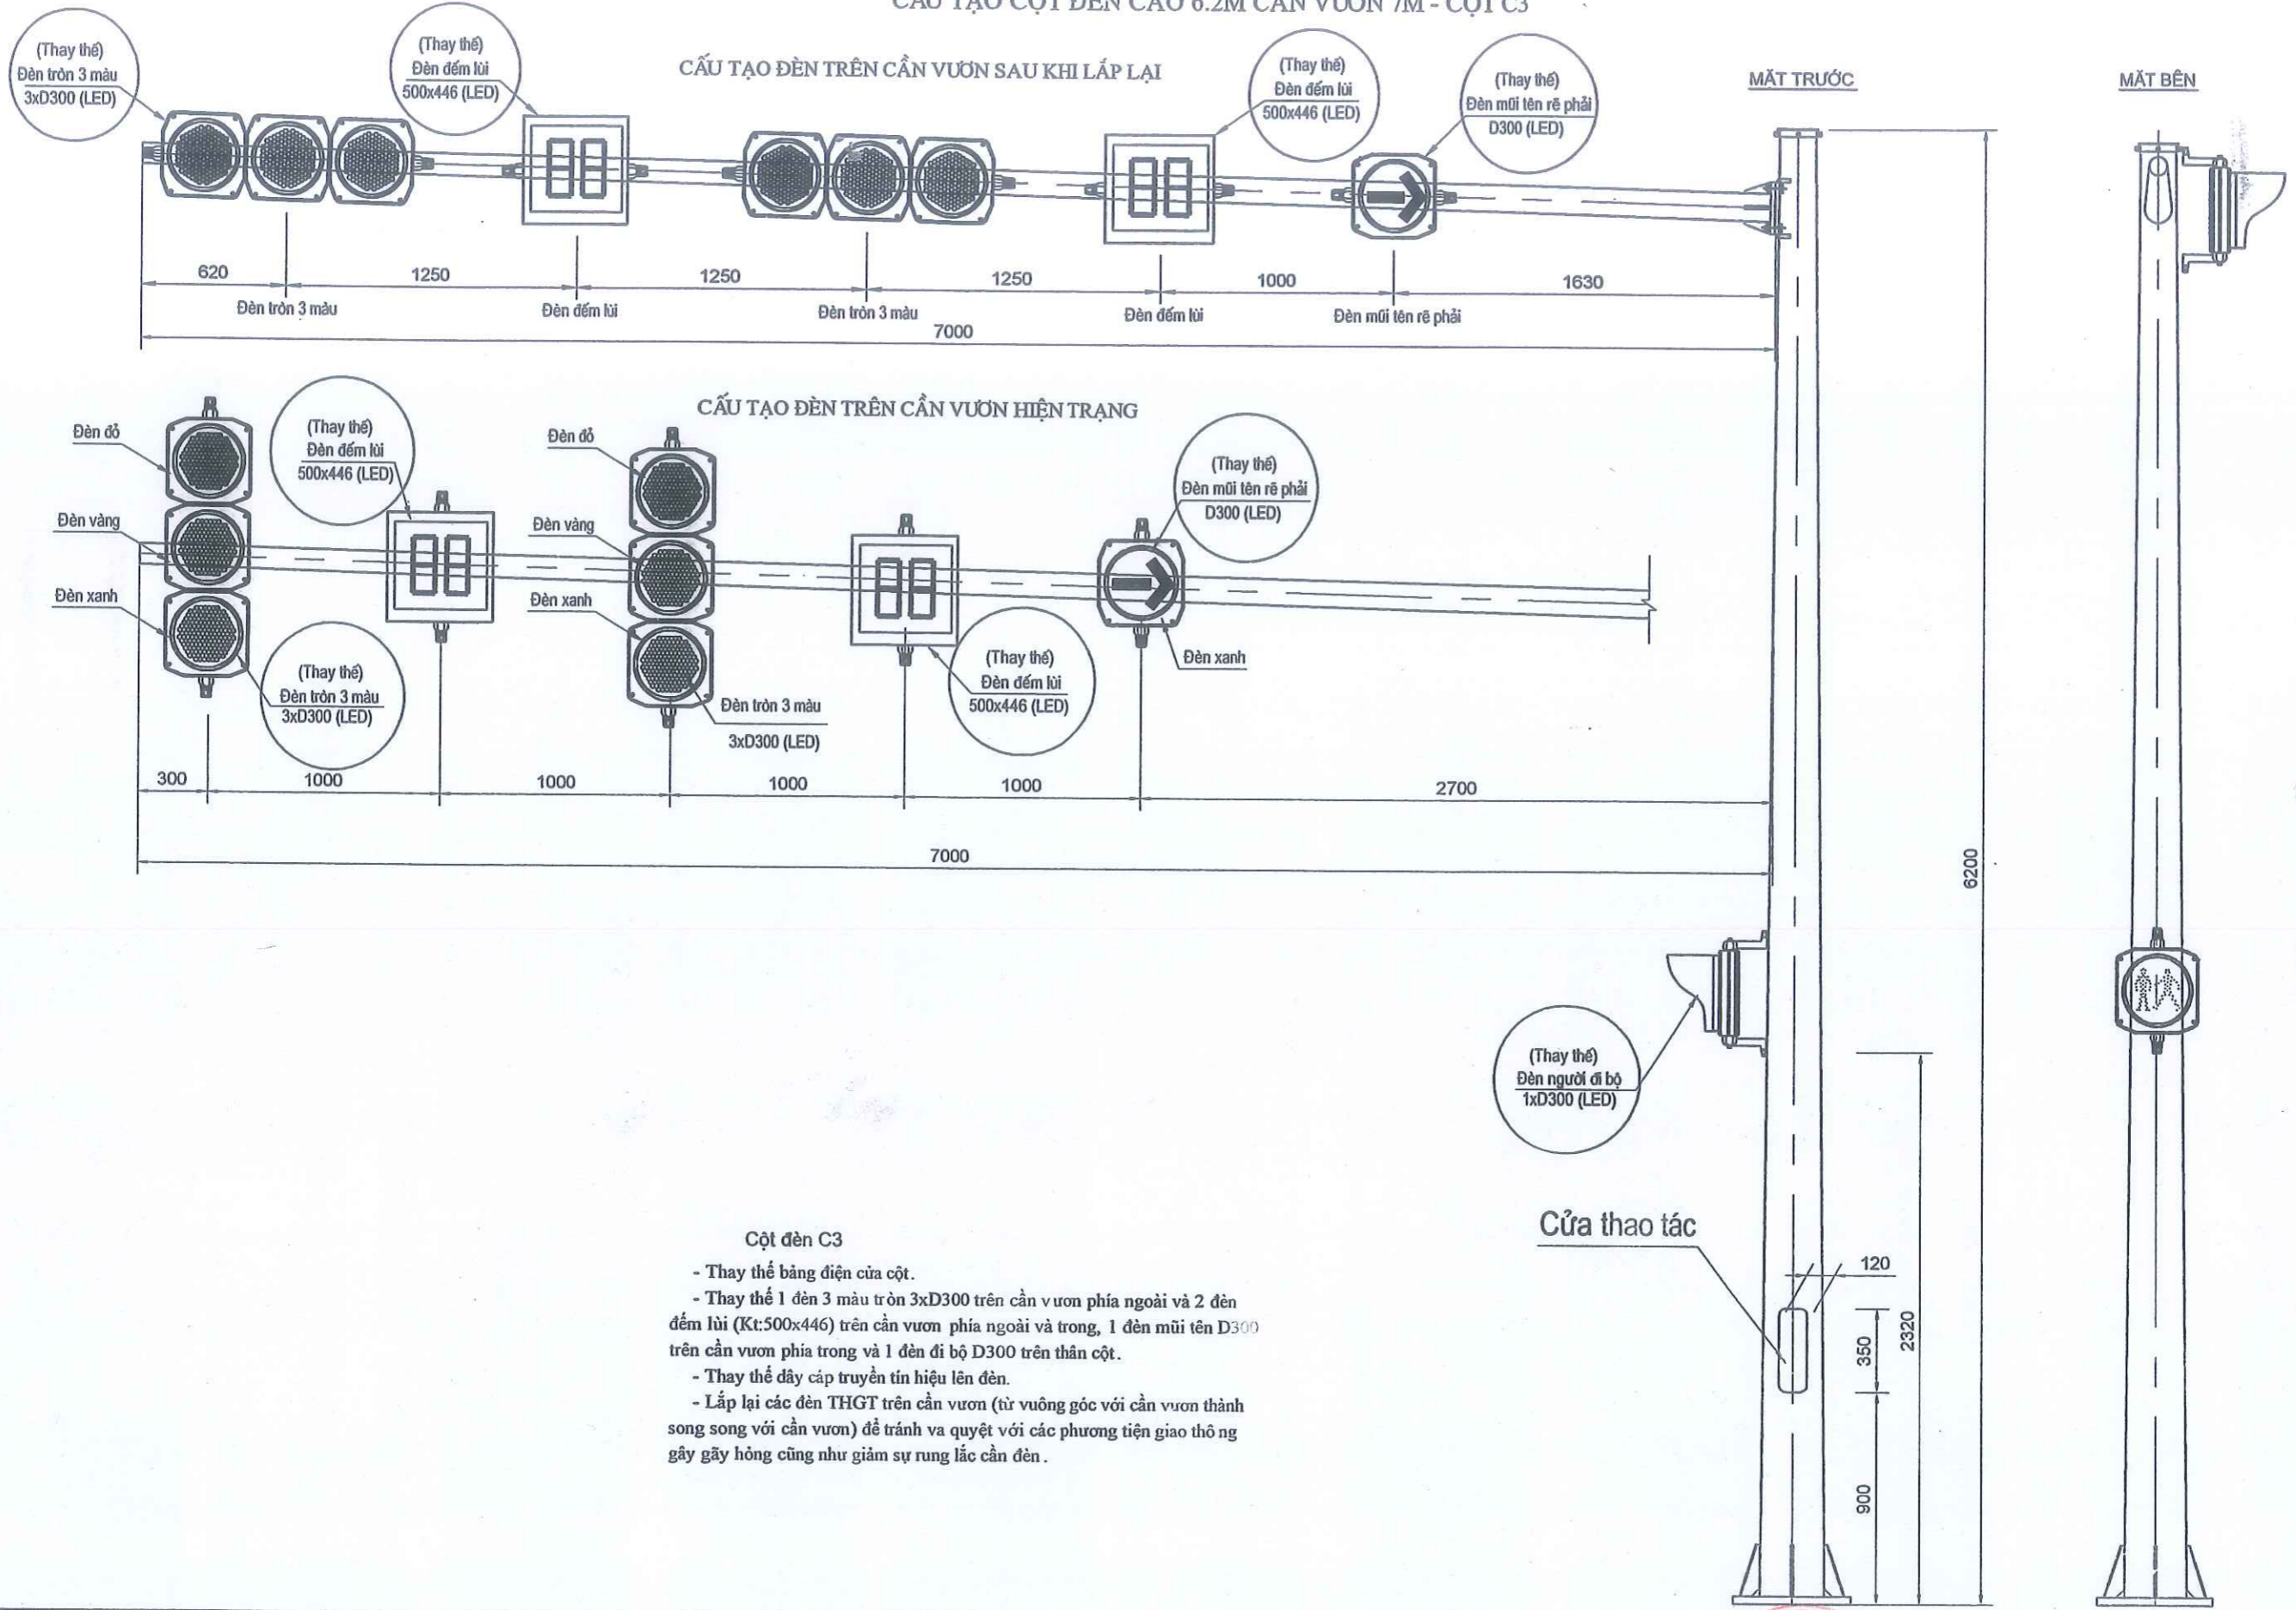 CẤU TẠO CỘT ĐÈN CAO 6.2M CẦN VƯƠN 7M - CỘT C3
CẤU TẠO ĐÈN TRÊN CẦN VƯƠN SAU KHI LẮP LẠI
MẶT TRƯỚC
MẶT BÊN
(Thay thế)
Đèn tròn 3 màu
3xD300 (LED)
(Thay thế)
Đèn đếm lùi
500x446 (LED)
(Thay thế)
Đèn đếm lùi
500x446 (LED)
(Thay thế)
Đèn mũi tên rẽ phải
D300 (LED)
620
1250
1250
1250
1000
1630
Đèn tròn 3 màu
Đèn đếm lùi
Đèn tròn 3 màu
Đèn đếm lùi
Đèn mũi tên rẽ phải
7000
CẤU TẠO ĐÈN TRÊN CẦN VƯƠN HIỆN TRẠNG
Đèn đỏ
Đèn vàng
Đèn xanh
(Thay thế)
Đèn đếm lùi
500x446 (LED)
(Thay thế)
Đèn tròn 3 màu
3xD300 (LED)
Đèn đỏ
Đèn vàng
Đèn xanh
Đèn tròn 3 màu
3xD300 (LED)
(Thay thế)
Đèn đếm lùi
500x446 (LED)
(Thay thế)
Đèn mũi tên rẽ phải
D300 (LED)
Đèn xanh
300
1000
1000
1000
1000
2700
7000
6200
(Thay thế)
Đèn người đi bộ
1xD300 (LED)
Cửa thao tác
120
350
2320
900
Cột đèn C3
- Thay thế bảng điện cửa cột.
- Thay thế 1 đèn 3 màu tròn 3xD300 trên cần vươn phía ngoài và 2 đèn
đếm lùi (Kt:500x446) trên cần vươn phía ngoài và trong, 1 đèn mũi tên D300
trên cần vươn phía trong và 1 đèn đi bộ D300 trên thân cột.
- Thay thế dây cáp truyền tín hiệu lên đèn.
- Lắp lại các đèn THGT trên cần vươn (từ vuông góc với cần vươn thành
song song với cần vươn) để tránh va quyệt với các phương tiện giao thông
gây gãy hỏng cũng như giảm sự rung lắc cần đèn.